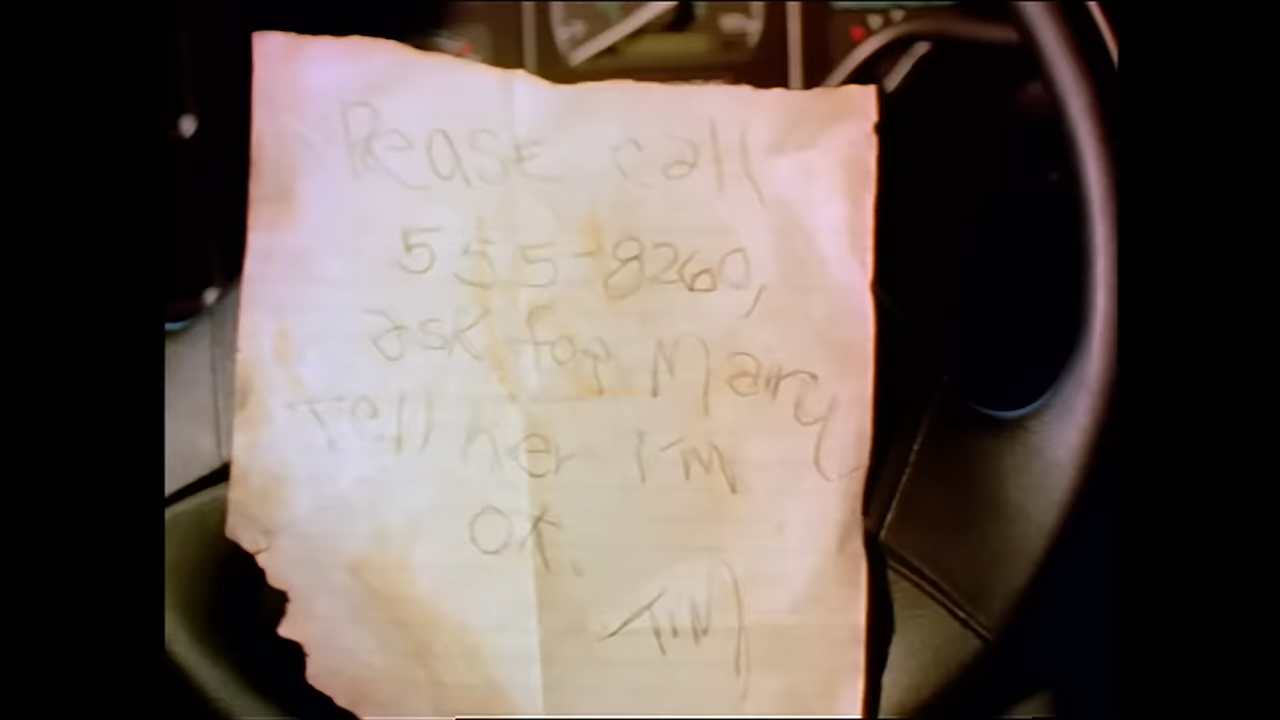 Please call
555-8260,
ask for Mary
Tell her I'm
OK.
Tim